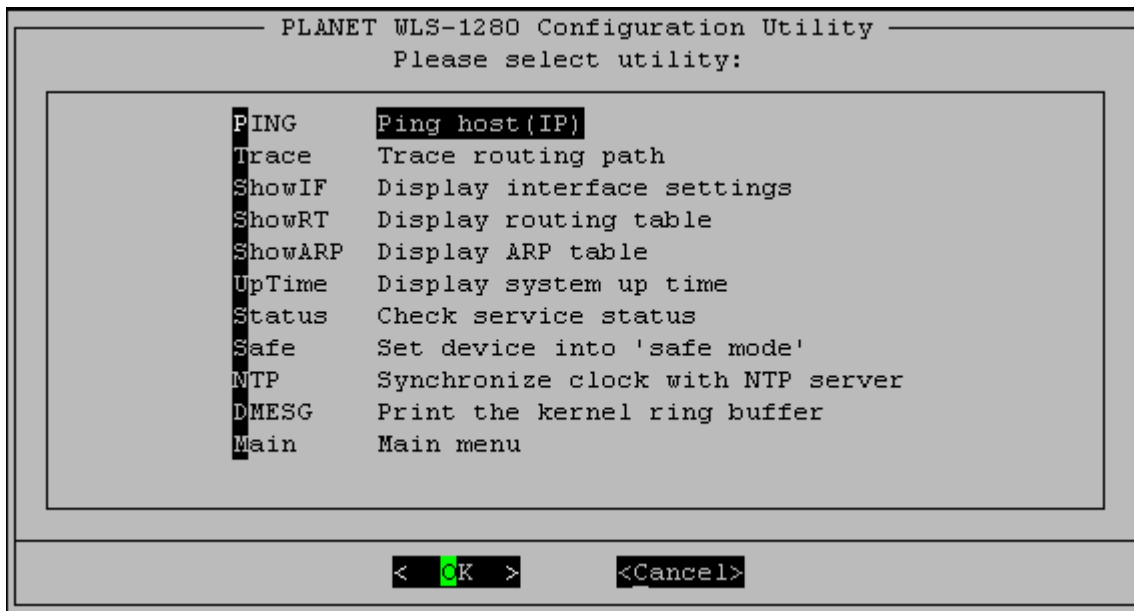 PLANET WLS-1280 Configuration Utility
Please select utility:
PING Ping host(IP)
Trace Trace routing path
ShowIF Display interface settings
ShowRT Display routing table
ShowARP Display ARP table
UpTime Display system up time
Status Check service status
Safe Set device into 'safe mode'
NTP Synchronize clock with NTP server
DMESG Print the kernel ring buffer
Main Main menu
< OK > <Cancel>